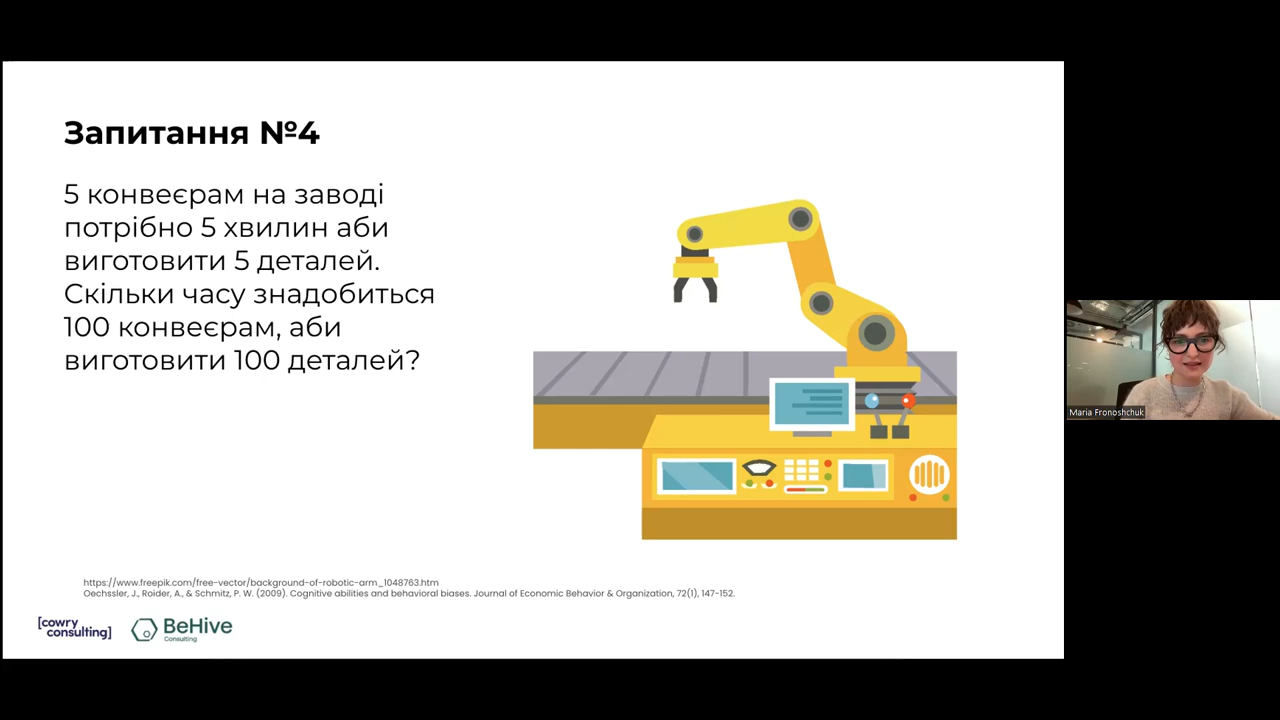 Запитання №4
5 конвеєрам на заводі
потрібно 5 хвилин аби
виготовити 5 деталей.
Скільки часу знадобиться
100 конвеєрам, аби
виготовити 100 деталей?
Maria Fronoshchuk
https://www.freepik.com/free-vector/background-of-robotic-arm_1048763.htm
Oechssler, J., Roider, A., & Schmitz, P. W. (2009). Cognitive abilities and behavioral biases. Journal of Economic Behavior & Organization, 72(1), 147-152.
[cowry
consulting]
BeHive
Consulting